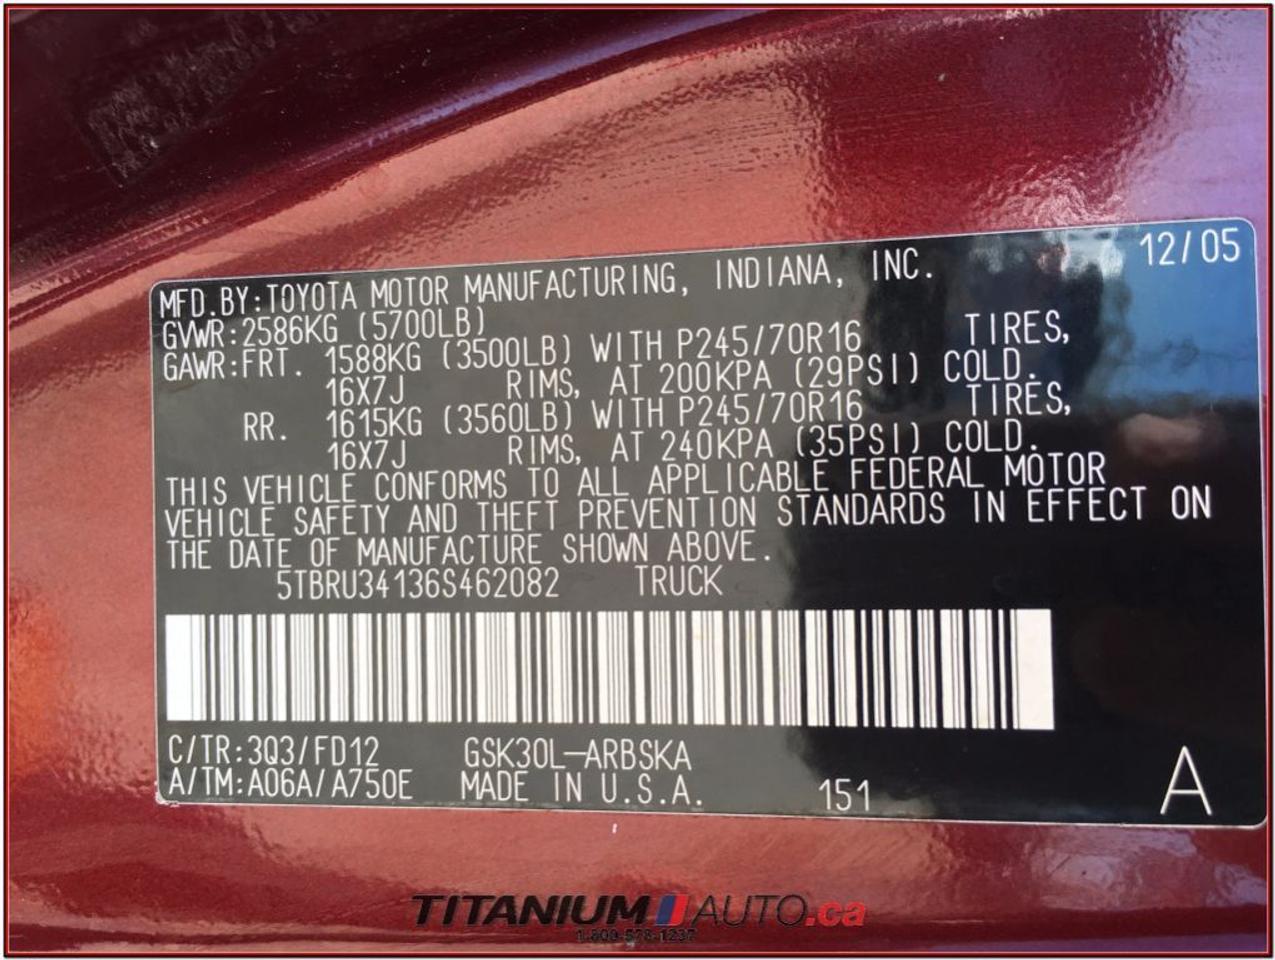 12/05
MFD.BY:TOYOTA MOTOR MANUFACTURING, INDIANA, INC.
GVWR:2586KG (5700LB)
GAWR:FRT. 1588KG (3500LB) WITH P245/70R16 TIRES,
16X7J RIMS, AT 200KPA (29PSI) COLD.
RR. 1615KG (3560LB) WITH P245/70R16 TIRES,
16X7J RIMS, AT 240KPA (35PSI) COLD.
THIS VEHICLE CONFORMS TO ALL APPLICABLE FEDERAL MOTOR
VEHICLE SAFETY AND THEFT PREVENTION STANDARDS IN EFFECT ON
THE DATE OF MANUFACTURE SHOWN ABOVE.
5TBRU34136S462082 TRUCK
C/TR:3Q3/FD12 GSK30L-ARBSKA
A/TM:A06A/A750E MADE IN U.S.A. 151 A
TITANIUM AUTO.ca
1-800-578-1237